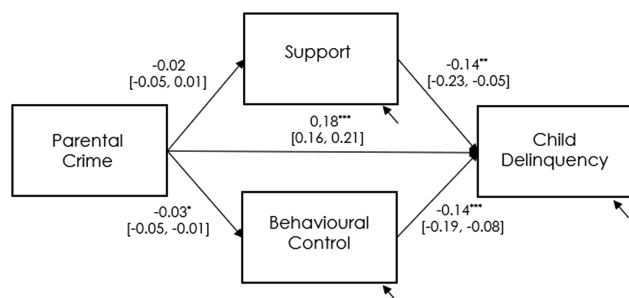 -0.02
[-0.05, 0.01]
Support
-0.14**
[-0.23, -0.05]
Parental
Crime
0,18***
[0.16, 0.21]
Child
Delinquency
-0.03*
[-0.05, -0.01]
Behavioural
Control
-0.14***
[-0.19, -0.08]